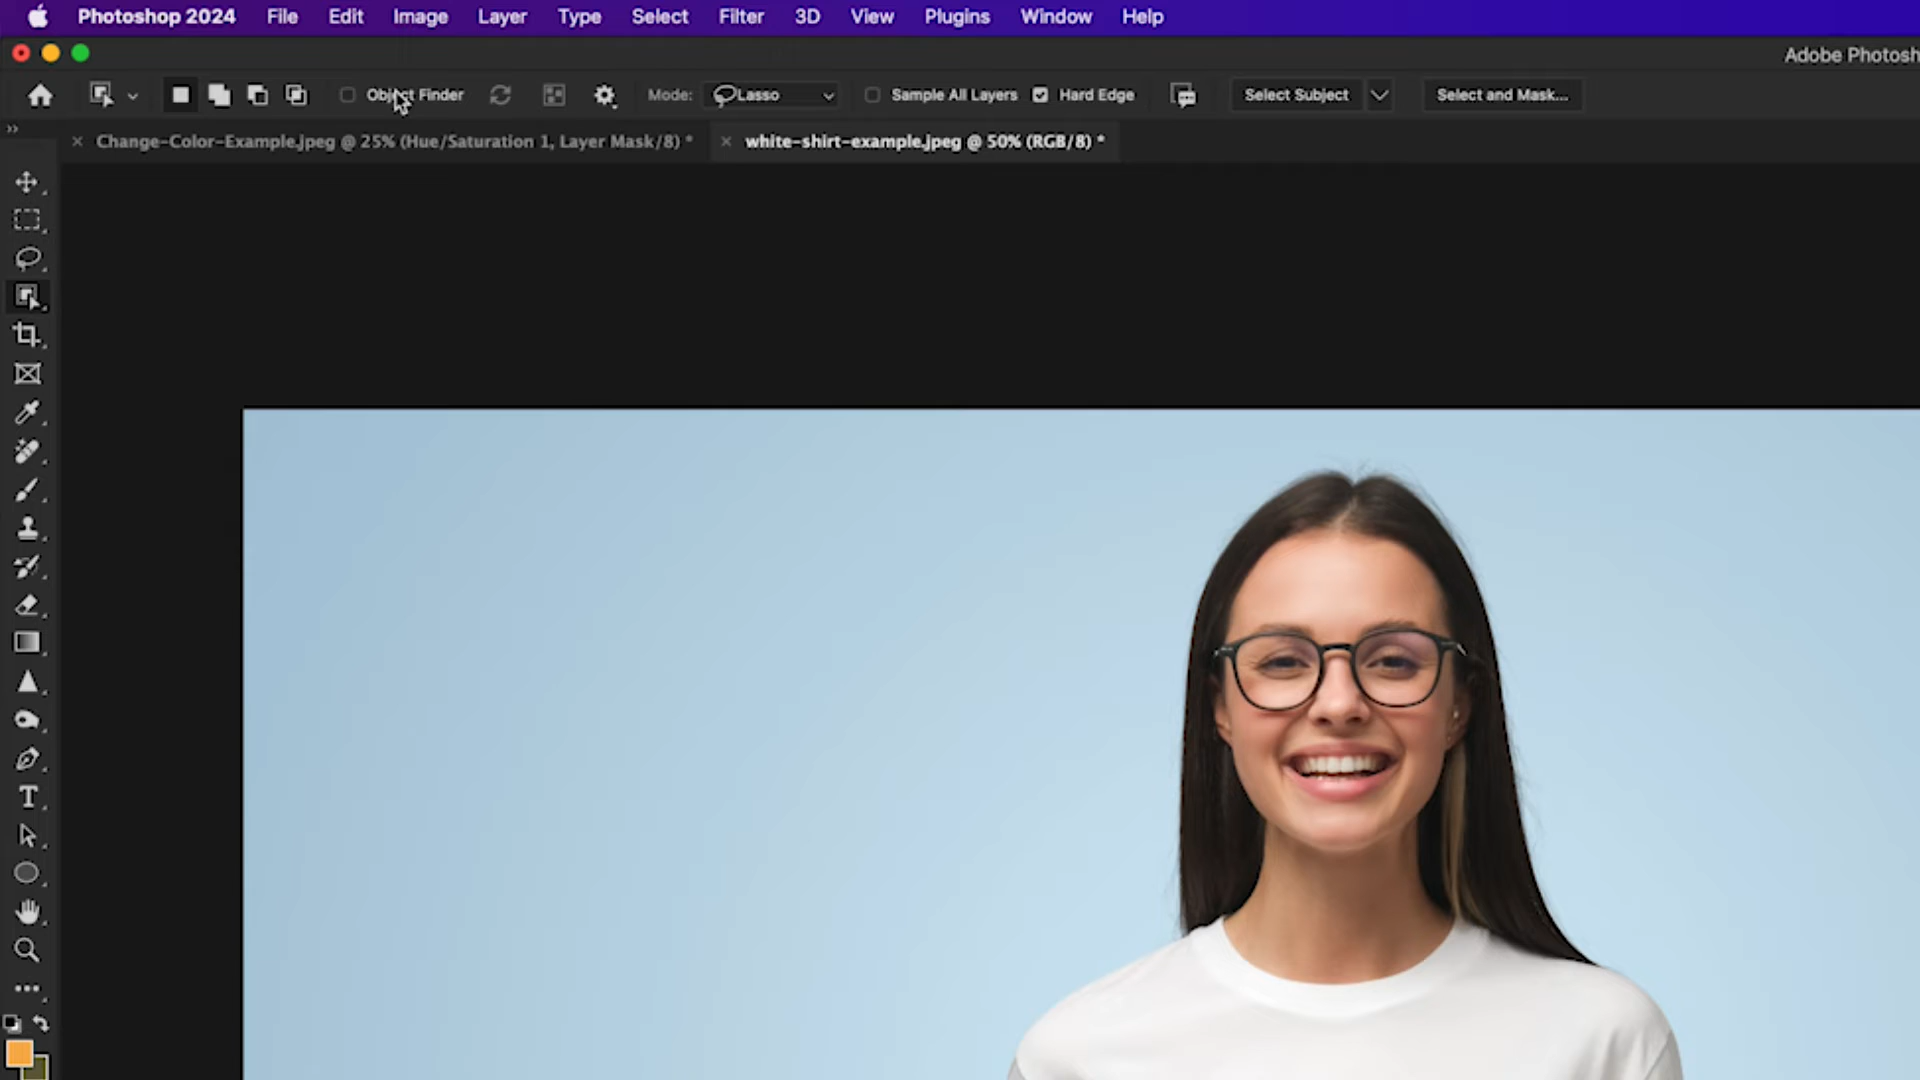 Photoshop 2024 File Edit Image Layer Type Select Filter 3D View Plugins Window Help
Adobe Photosh
Object Finder Mode: Lasso Sample All Layers Hard Edge Select Subject Select and Mask...
Change-Color-Example.jpeg @ 25% (Hue/Saturation 1, Layer Mask/8) * white-shirt-example.jpeg @ 50% (RGB/8) *